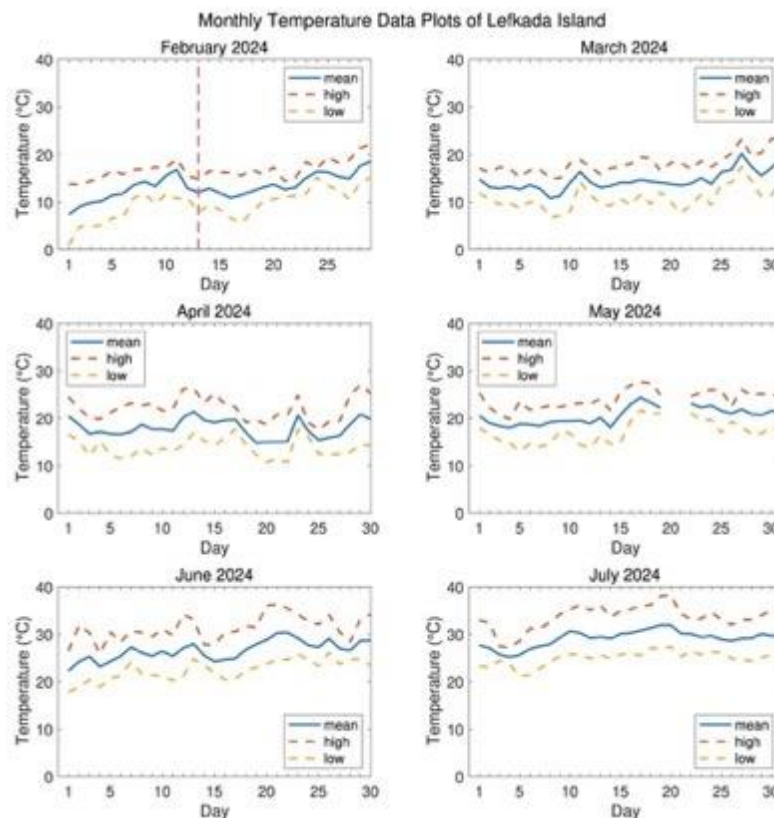 Monthly Temperature Data Plots of Lefkada Island
February 2024
Temperature (°C)
40
30
20
10
0
mean
high
low
1 5 10 15 20 25
Day
March 2024
Temperature (°C)
40
30
20
10
0
mean
high
low
1 5 10 15 20 25 30
Day
April 2024
Temperature (°C)
40
30
20
10
0
mean
high
low
1 5 10 15 20 25 30
Day
May 2024
Temperature (°C)
40
30
20
10
0
mean
high
low
1 5 10 15 20 25 30
Day
June 2024
Temperature (°C)
40
30
20
10
0
mean
high
low
1 5 10 15 20 25 30
Day
July 2024
Temperature (°C)
40
30
20
10
0
mean
high
low
1 5 10 15 20 25 30
Day